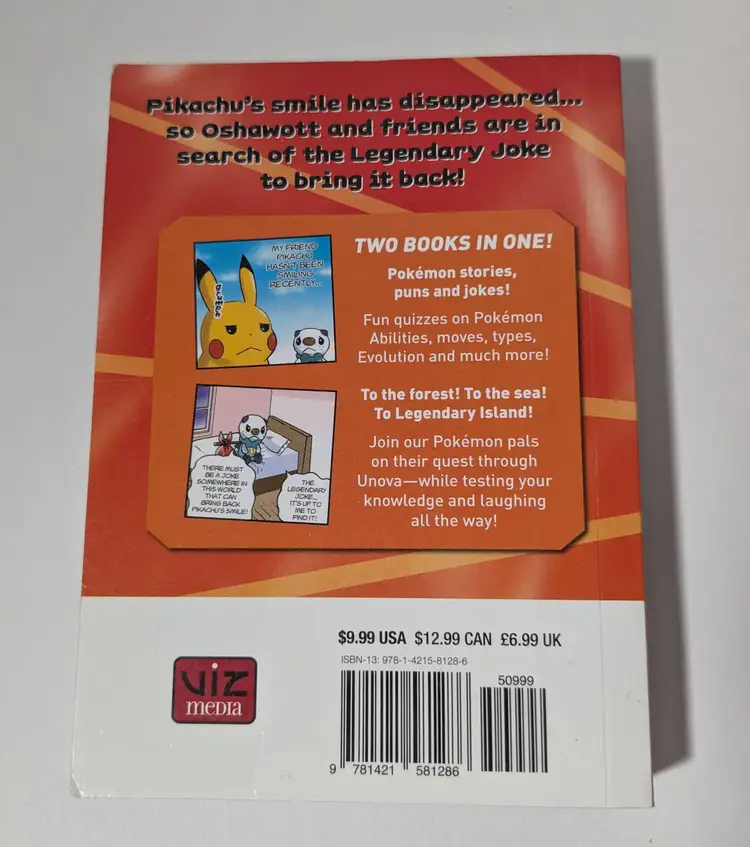 Pikachu's smile has disappeared...
so Oshawott and friends are in
search of the Legendary Joke
to bring it back!
MY FRIEND
PIKACHU
HASN'T BEEN
SMILING
RECENTLY...
TWO BOOKS IN ONE!
Pokémon stories,
puns and jokes!
Fun quizzes on Pokémon
Abilities, moves, types,
Evolution and much more!
THERE MUST
BE A JOKE
SOMEWHERE IN
THIS WORLD
THAT CAN
BRING BACK
PIKACHU'S SMILE!
THE
LEGENDARY
JOKE...
IT'S UP TO
ME TO
FIND IT!
To the forest! To the sea!
To Legendary Island!
Join our Pokémon pals
on their quest through
Unova—while testing your
knowledge and laughing
all the way!
VIZ
MEDIA
$9.99 USA $12.99 CAN £6.99 UK
ISBN-13: 978-1-4215-8128-6
50999
9 781421 581286